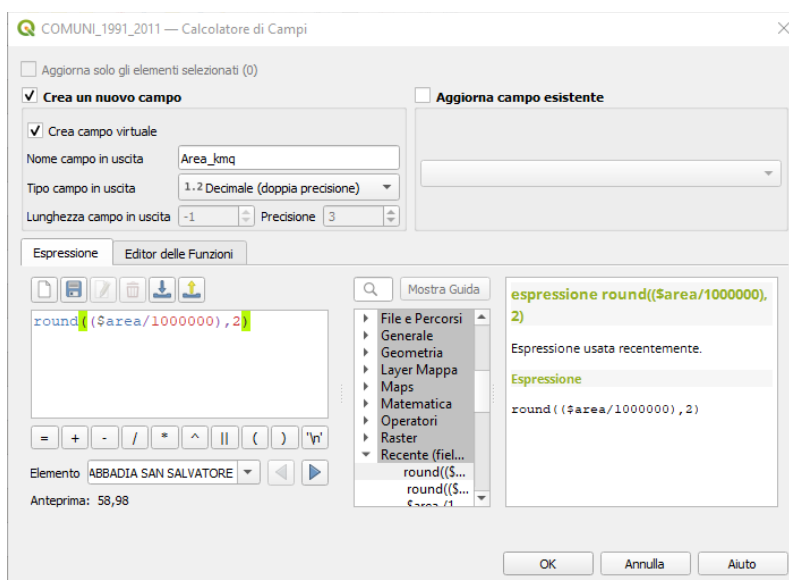 COMUNI_1991_2011 — Calcolatore di Campi
Aggiorna solo gli elementi selezionati (0)
Crea un nuovo campo
Aggiorna campo esistente
Crea campo virtuale
Nome campo in uscita Area_kmq
Tipo campo in uscita 1.2 Decimale (doppia precisione)
Lunghezza campo in uscita -1 Precisione 3
Espressione Editor delle Funzioni
round(($area/1000000),2)
= + - / * ^ || ( ) '\n'
Elemento ABBADIA SAN SALVATORE
Anteprima: 58,98
Mostra Guida
File e Percorsi
Generale
Geometria
Layer Mappa
Maps
Matematica
Operatori
Raster
Recente (fiel...
round(($...
round(($...
$area /1
espressione round(($area/1000000),
2)
Espressione usata recentemente.
Espressione
round(($area/1000000),2)
OK Annulla Aiuto